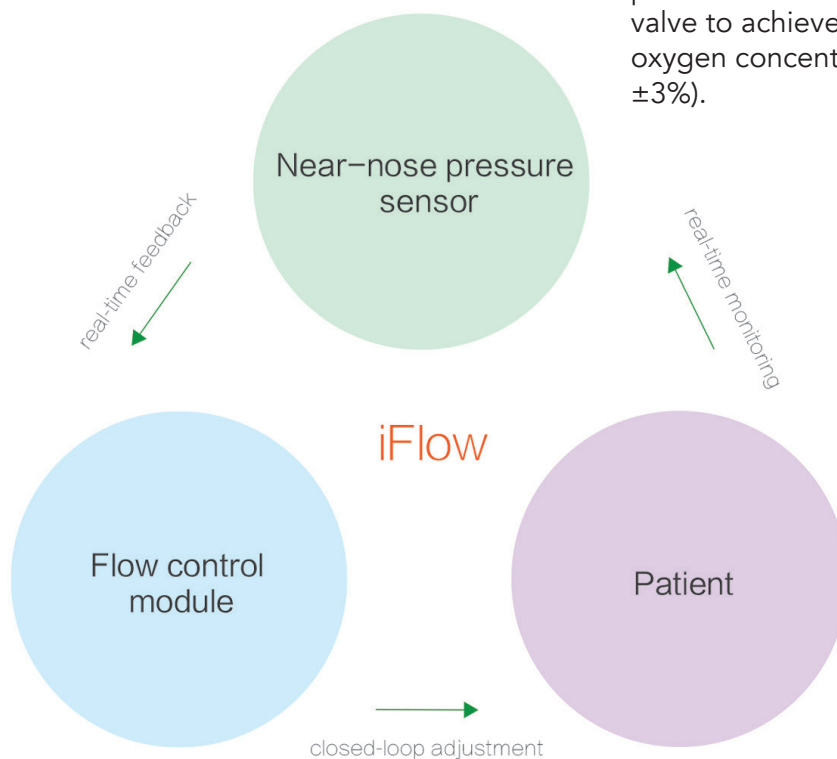 valve to achieve
oxygen concent
±3%).
Near-nose pressure
sensor
real-time feedback
real-time monitoring
iFlow
Flow control
module
Patient
closed-loop adjustment